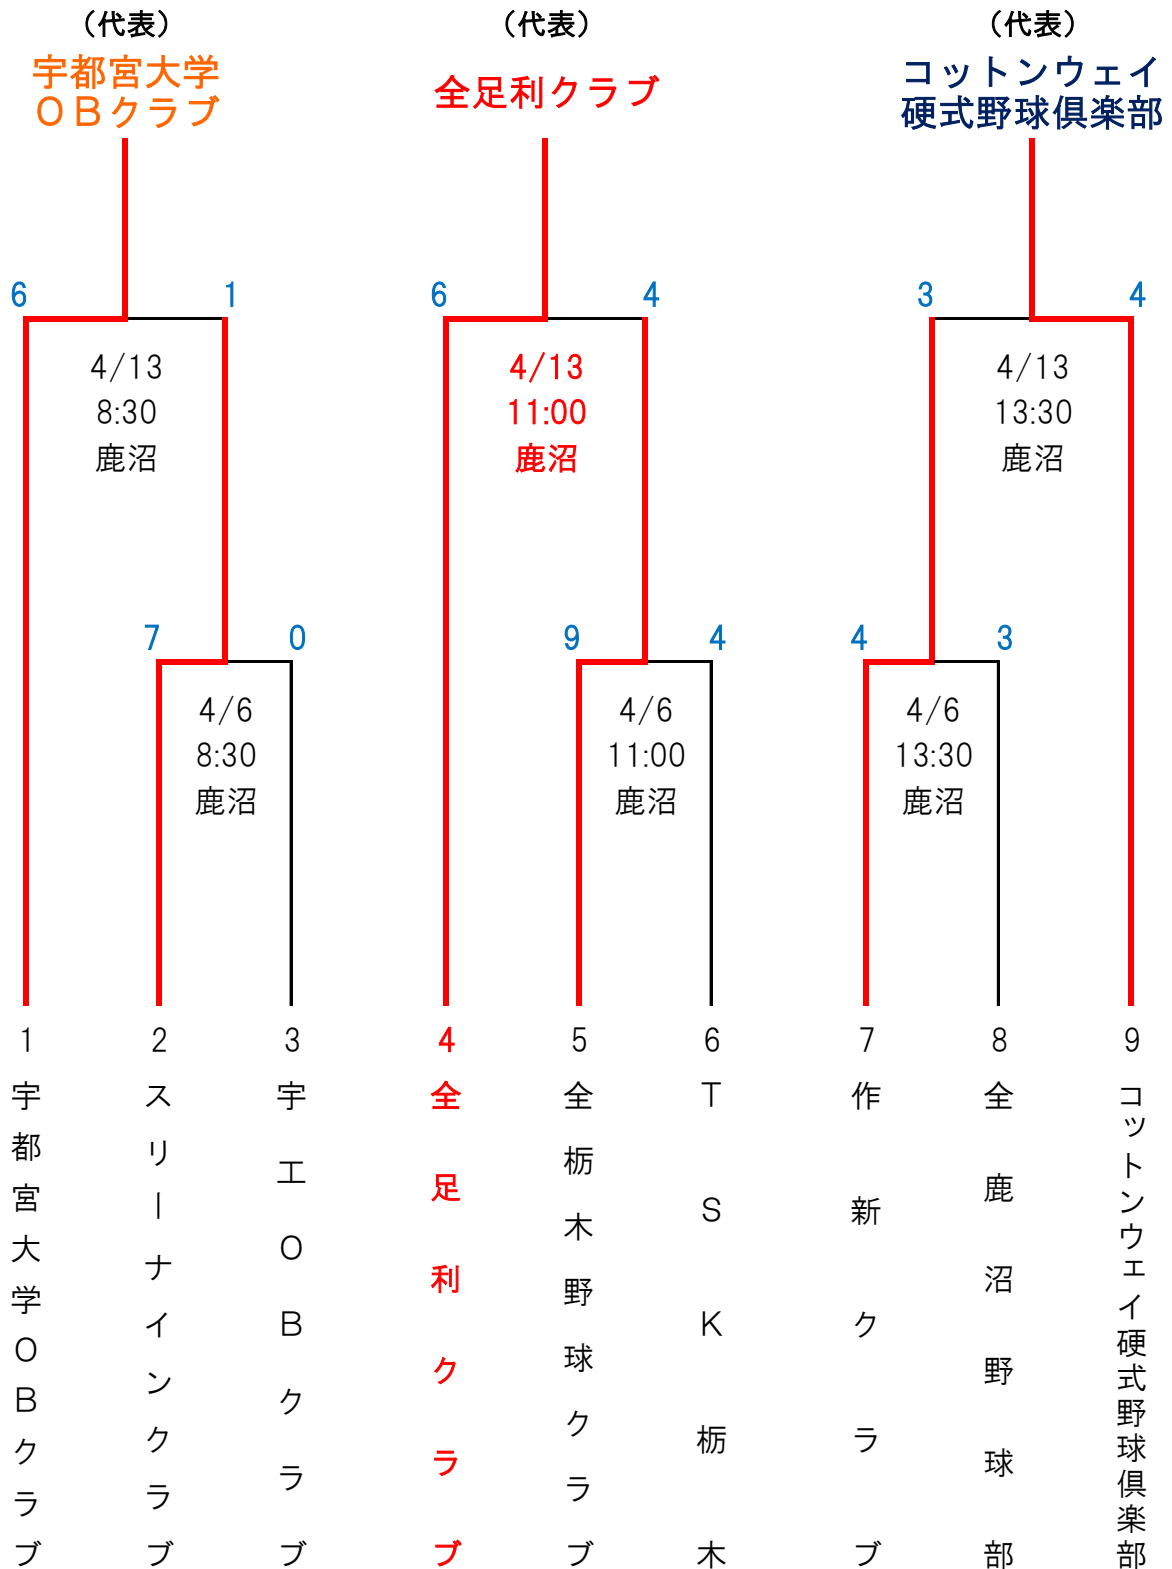 （代表）
（代表）
（代表）
宇都宮大学
ＯＢクラブ
全足利クラブ
コットンウェイ
硬式野球倶楽部
6
1
6
4
3
4
4/13
8:30
鹿沼
4/13
11:00
鹿沼
4/13
13:30
鹿沼
7
0
9
4
4
3
4/6
8:30
鹿沼
4/6
11:00
鹿沼
4/6
13:30
鹿沼
1
2
3
4
5
6
7
8
9
宇都宮大学ＯＢクラブ
スリーナインクラブ
宇工ＯＢクラブ
全足利クラブ
全栃木野球クラブ
ＴＳＫ栃木
作新クラブ
全鹿沼野球部
コットンウェイ硬式野球倶楽部